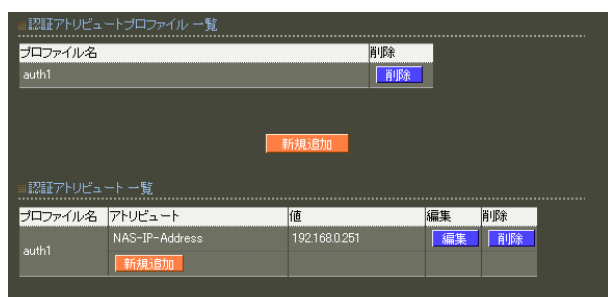 認証アトリビュートプロファイル 一覧
プロファイル名 削除
auth1 削除
新規追加
認証アトリビュート 一覧
プロファイル名 アトリビュート 値 編集 削除
auth1 NAS-IP-Address 192.168.0.251 編集 削除
新規追加